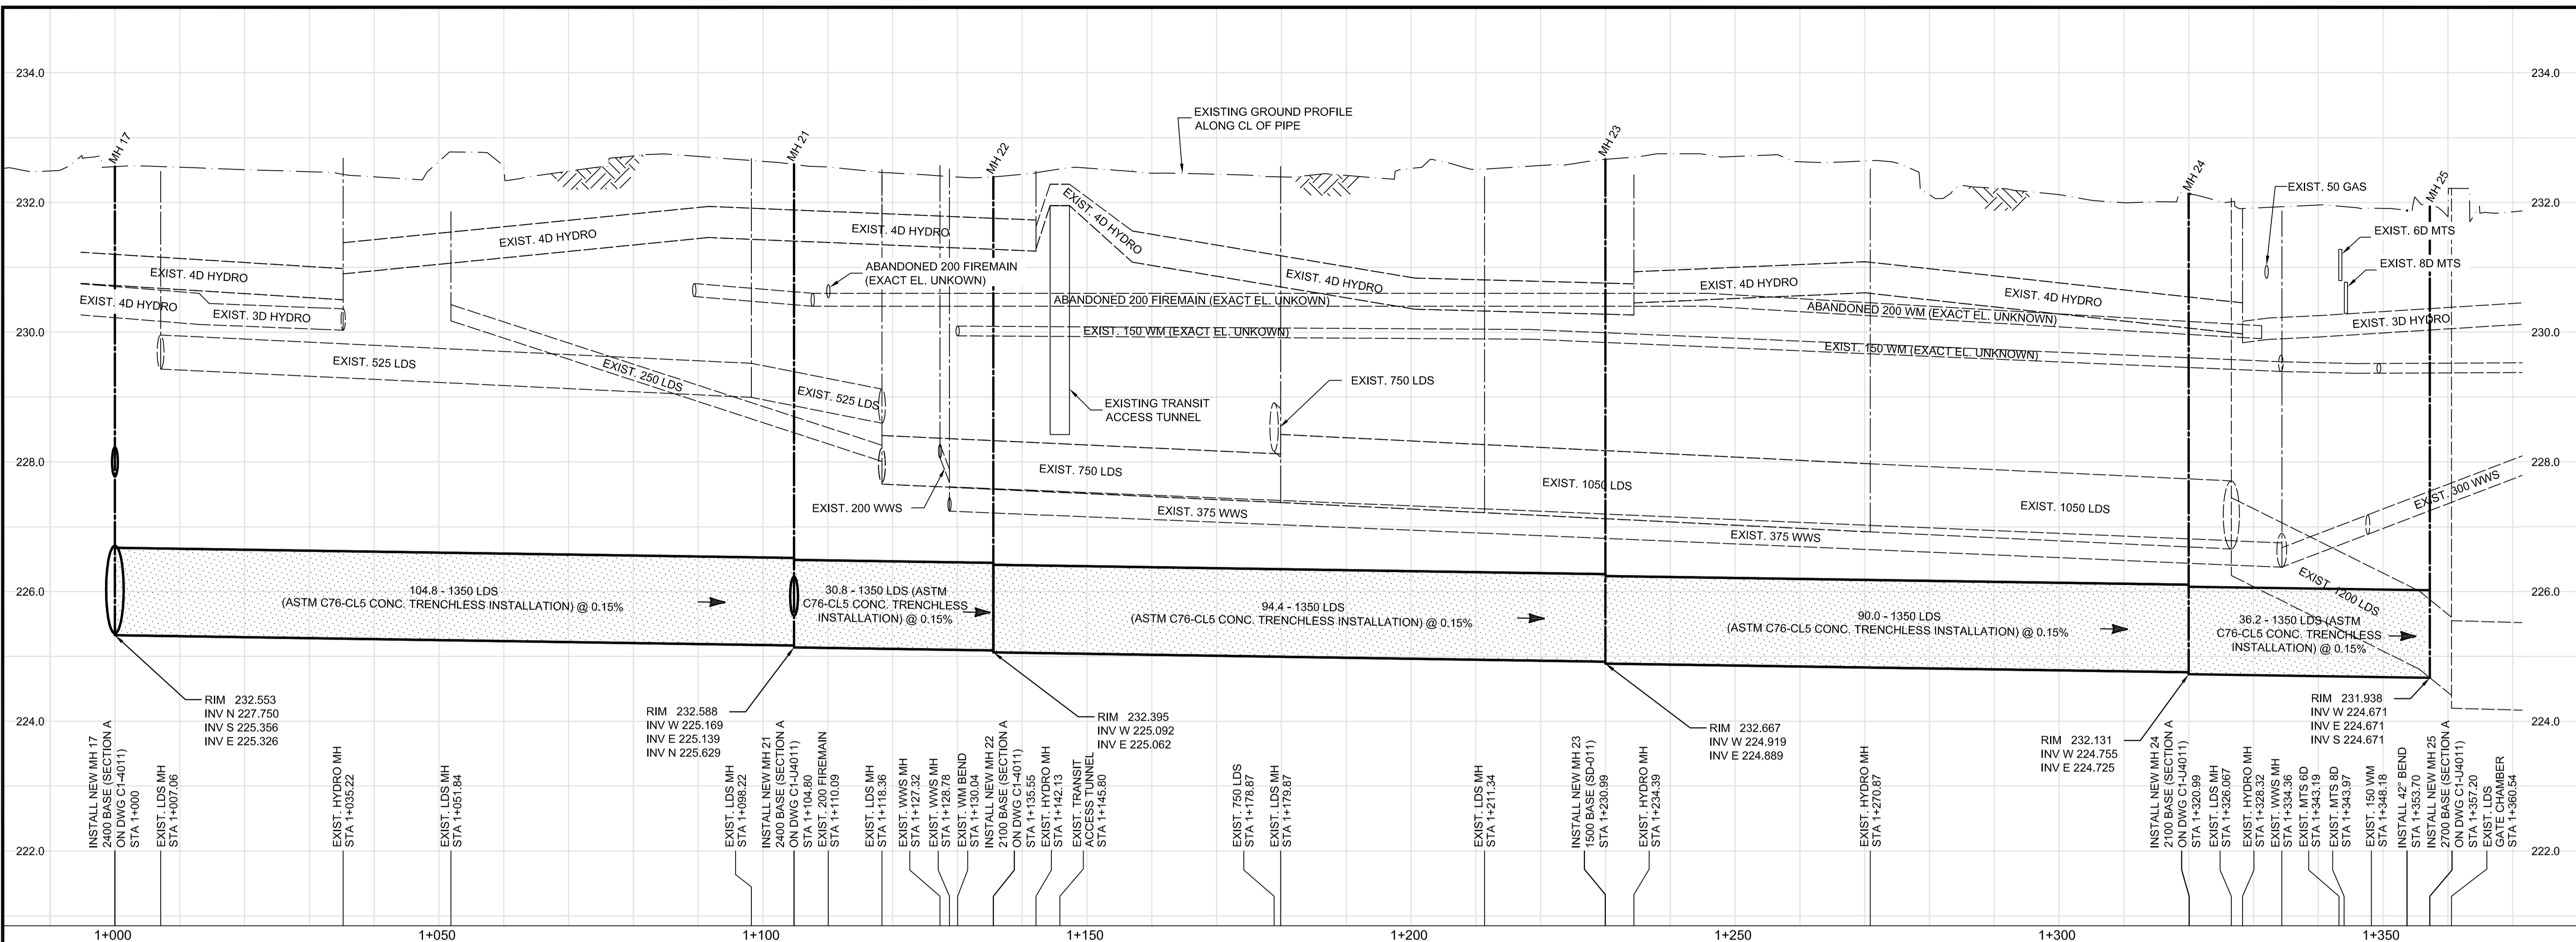 234.0
232.0
230.0
228.0
226.0
224.0
222.0
234.0
232.0
230.0
228.0
226.0
224.0
222.0
MH 17
MH 21
MH 22
MH 23
MH 24
MH 25
EXISTING GROUND PROFILE
ALONG CL OF PIPE
EXIST. 4D HYDRO
EXIST. 4D HYDRO
EXIST. 3D HYDRO
EXIST. 4D HYDRO
EXIST. 4D HYDRO
EXIST. 4D HYDRO
EXIST. 4D HYDRO
EXIST. 4D HYDRO
EXIST. 4D HYDRO
EXIST. 3D HYDRO
ABANDONED 200 FIREMAIN
(EXACT EL. UNKOWN)
ABANDONED 200 FIREMAIN (EXACT EL. UNKOWN)
ABANDONED 200 WM (EXACT EL. UNKNOWN)
EXIST. 150 WM (EXACT EL. UNKOWN)
EXIST. 150 WM (EXACT EL. UNKNOWN)
EXIST. 50 GAS
EXIST. 6D MTS
EXIST. 8D MTS
EXIST. 525 LDS
EXIST. 250 LDS
EXIST. 525 LDS
EXISTING TRANSIT
ACCESS TUNNEL
EXIST. 750 LDS
EXIST. 750 LDS
EXIST. 200 WWS
EXIST. 375 WWS
EXIST. 1050 LDS
EXIST. 375 WWS
EXIST. 1050 LDS
EXIST. 300 WWS
EXIST. 1200 LDS
104.8 - 1350 LDS
(ASTM C76-CL5 CONC. TRENCHLESS INSTALLATION) @ 0.15%
30.8 - 1350 LDS (ASTM
C76-CL5 CONC. TRENCHLESS
INSTALLATION) @ 0.15%
94.4 - 1350 LDS
(ASTM C76-CL5 CONC. TRENCHLESS INSTALLATION) @ 0.15%
90.0 - 1350 LDS
(ASTM C76-CL5 CONC. TRENCHLESS INSTALLATION) @ 0.15%
36.2 - 1350 LDS (ASTM
C76-CL5 CONC. TRENCHLESS
INSTALLATION) @ 0.15%
RIM 232.553
INV N 227.750
INV S 225.356
INV E 225.326
RIM 232.588
INV W 225.169
INV E 225.139
INV N 225.629
RIM 232.395
INV W 225.092
INV E 225.062
RIM 232.667
INV W 224.919
INV E 224.889
RIM 232.131
INV W 224.755
INV E 224.725
RIM 231.938
INV W 224.671
INV E 224.671
INV S 224.671
INSTALL NEW MH 17
2400 BASE (SECTION A
ON DWG C1-4011)
STA 1+000
EXIST. LDS MH
STA 1+007.06
EXIST. HYDRO MH
STA 1+035.22
EXIST. LDS MH
STA 1+051.84
EXIST. LDS MH
STA 1+098.22
INSTALL NEW MH 21
2400 BASE (SECTION A
ON DWG C1-U4011)
STA 1+104.80
EXIST. 200 FIREMAIN
STA 1+110.09
EXIST. LDS MH
STA 1+118.36
EXIST. WWS MH
STA 1+127.32
EXIST. WWS MH
STA 1+128.78
EXIST. WM BEND
STA 1+130.04
INSTALL NEW MH 22
2100 BASE (SECTION A
ON DWG C1-4011)
STA 1+135.55
EXIST. HYDRO MH
STA 1+142.13
EXIST. TRANSIT
ACCESS TUNNEL
STA 1+145.80
EXIST. 750 LDS
STA 1+178.87
EXIST. LDS MH
STA 1+179.87
EXIST. LDS MH
STA 1+211.34
INSTALL NEW MH 23
1500 BASE (SD-011)
STA 1+230.99
EXIST. HYDRO MH
STA 1+234.39
EXIST. HYDRO MH
STA 1+270.87
INSTALL NEW MH 24
2100 BASE (SECTION A
ON DWG C1-U4011)
STA 1+320.99
EXIST. LDS MH
STA 1+326.067
EXIST. HYDRO MH
STA 1+328.32
EXIST. WWS MH
STA 1+334.36
EXIST. MTS 6D
STA 1+343.19
EXIST. MTS 8D
STA 1+343.97
EXIST. 150 WM
STA 1+348.18
INSTALL 42° BEND
STA 1+353.70
INSTALL NEW MH 25
2700 BASE (SECTION A
ON DWG C1-U4011)
STA 1+357.20
EXIST. LDS
GATE CHAMBER
STA 1+360.54
1+000
1+050
1+100
1+150
1+200
1+250
1+300
1+350